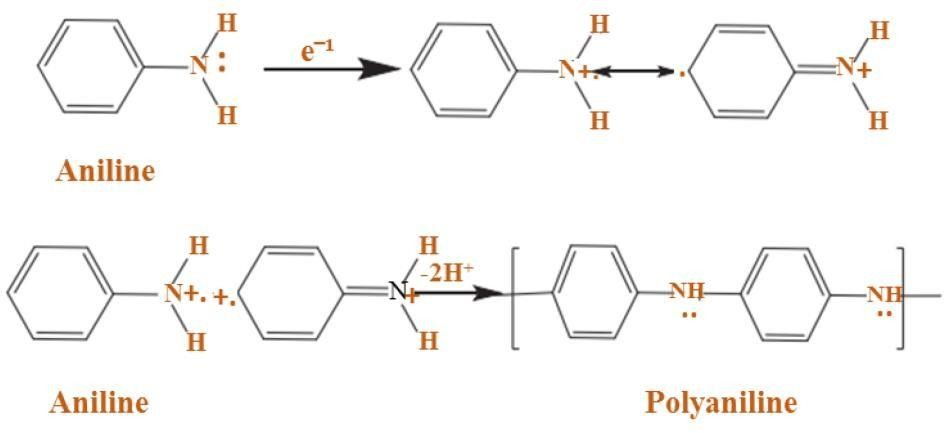 H H H
N : e⁻¹ N+. . N+
H H H
Aniline
H H
N+. +. N+ -2H⁺ NH NH
H H .. ..
Aniline Polyaniline